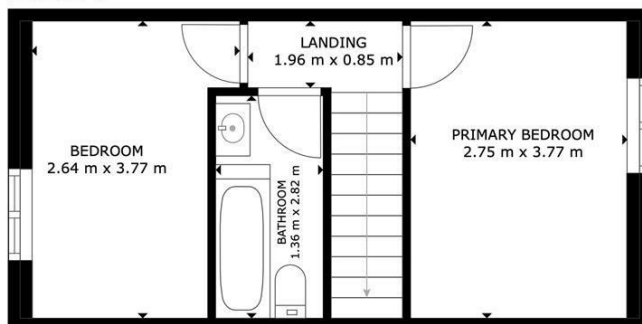 LANDING
1.96 m x 0.85 m
BEDROOM
2.64 m x 3.77 m
PRIMARY BEDROOM
2.75 m x 3.77 m
BATHROOM
1.36 m x 2.82 m